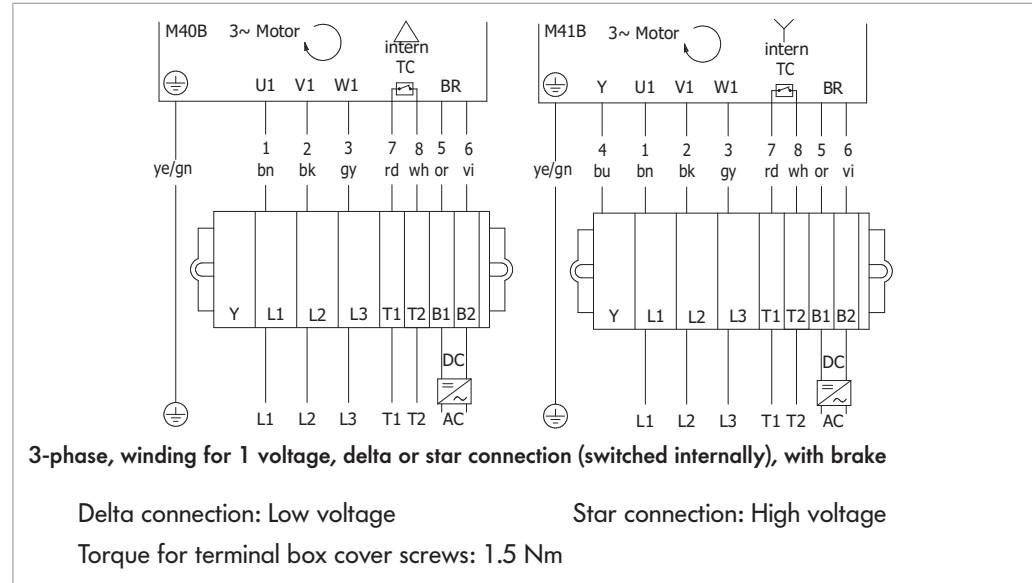 M40B 3~ Motor intern TC
U1 V1 W1 BR
1 2 3 7 8 5 6
ye/gn bn bk gy rd wh or vi
Y L1 L2 L3 T1 T2 B1 B2
DC
L1 L2 L3 T1 T2 AC
M41B 3~ Motor intern TC
Y U1 V1 W1 BR
4 1 2 3 7 8 5 6
ye/gn bu bn bk gy rd wh or vi
Y L1 L2 L3 T1 T2 B1 B2
DC
L1 L2 L3 T1 T2 AC
3-phase, winding for 1 voltage, delta or star connection (switched internally), with brake
Delta connection: Low voltage Star connection: High voltage
Torque for terminal box cover screws: 1.5 Nm